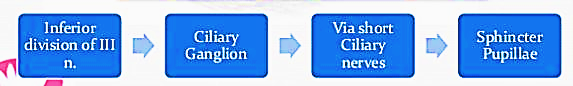 Inferior
division of III
n.
Ciliary
Ganglion
Via short
Ciliary
nerves
Sphincter
Pupillae